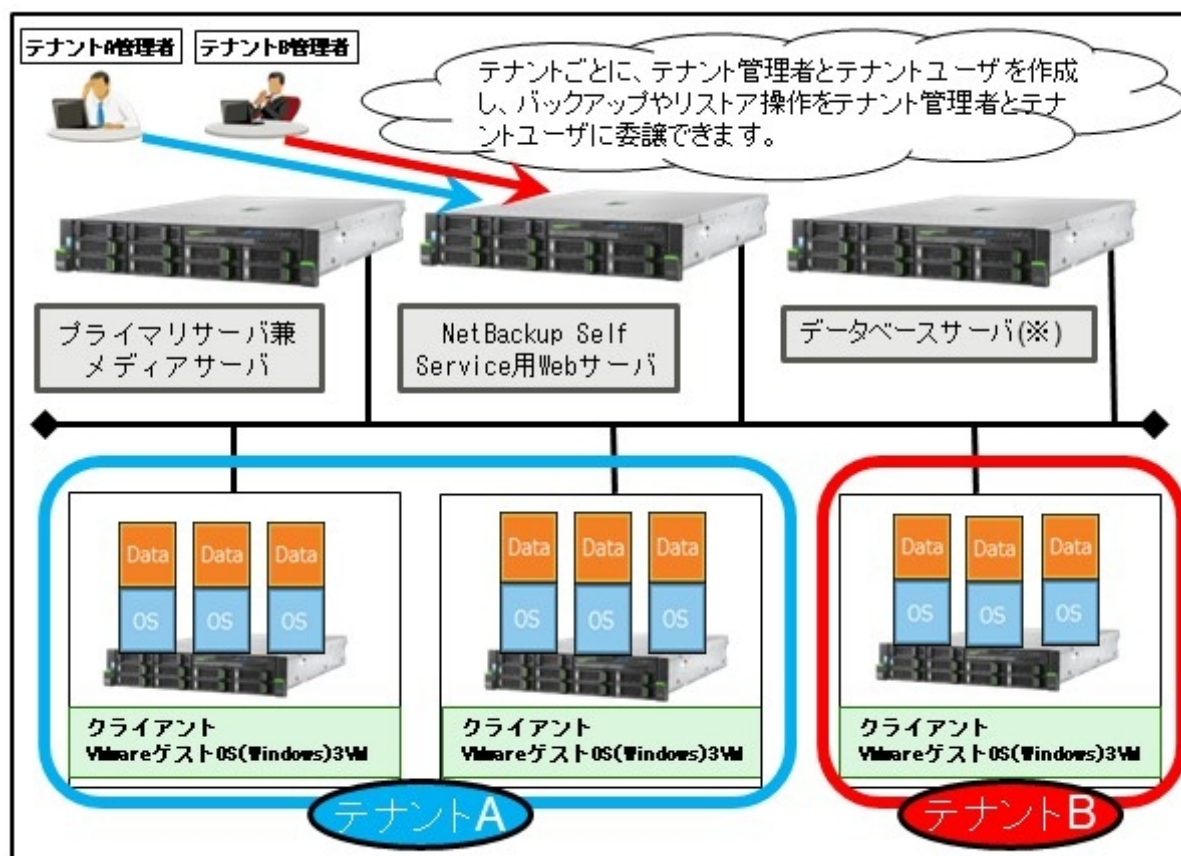 テナントA管理者
テナントB管理者
テナントごとに、テナント管理者とテナントユーザを作成
し、バックアップやリストア操作をテナント管理者とテナ
ントユーザに委譲できます。
プライマリサーバ兼
メディアサーバ
NetBackup Self
Service用Webサーバ
データベースサーバ(※)
Data Data Data
OS OS OS
Data Data Data
OS OS OS
Data Data Data
OS OS OS
クライアント
VMwareゲストOS(Windows)3VM
クライアント
VMwareゲストOS(Windows)3VM
クライアント
VMwareゲストOS(Windows)3VM
テナントA
テナントB